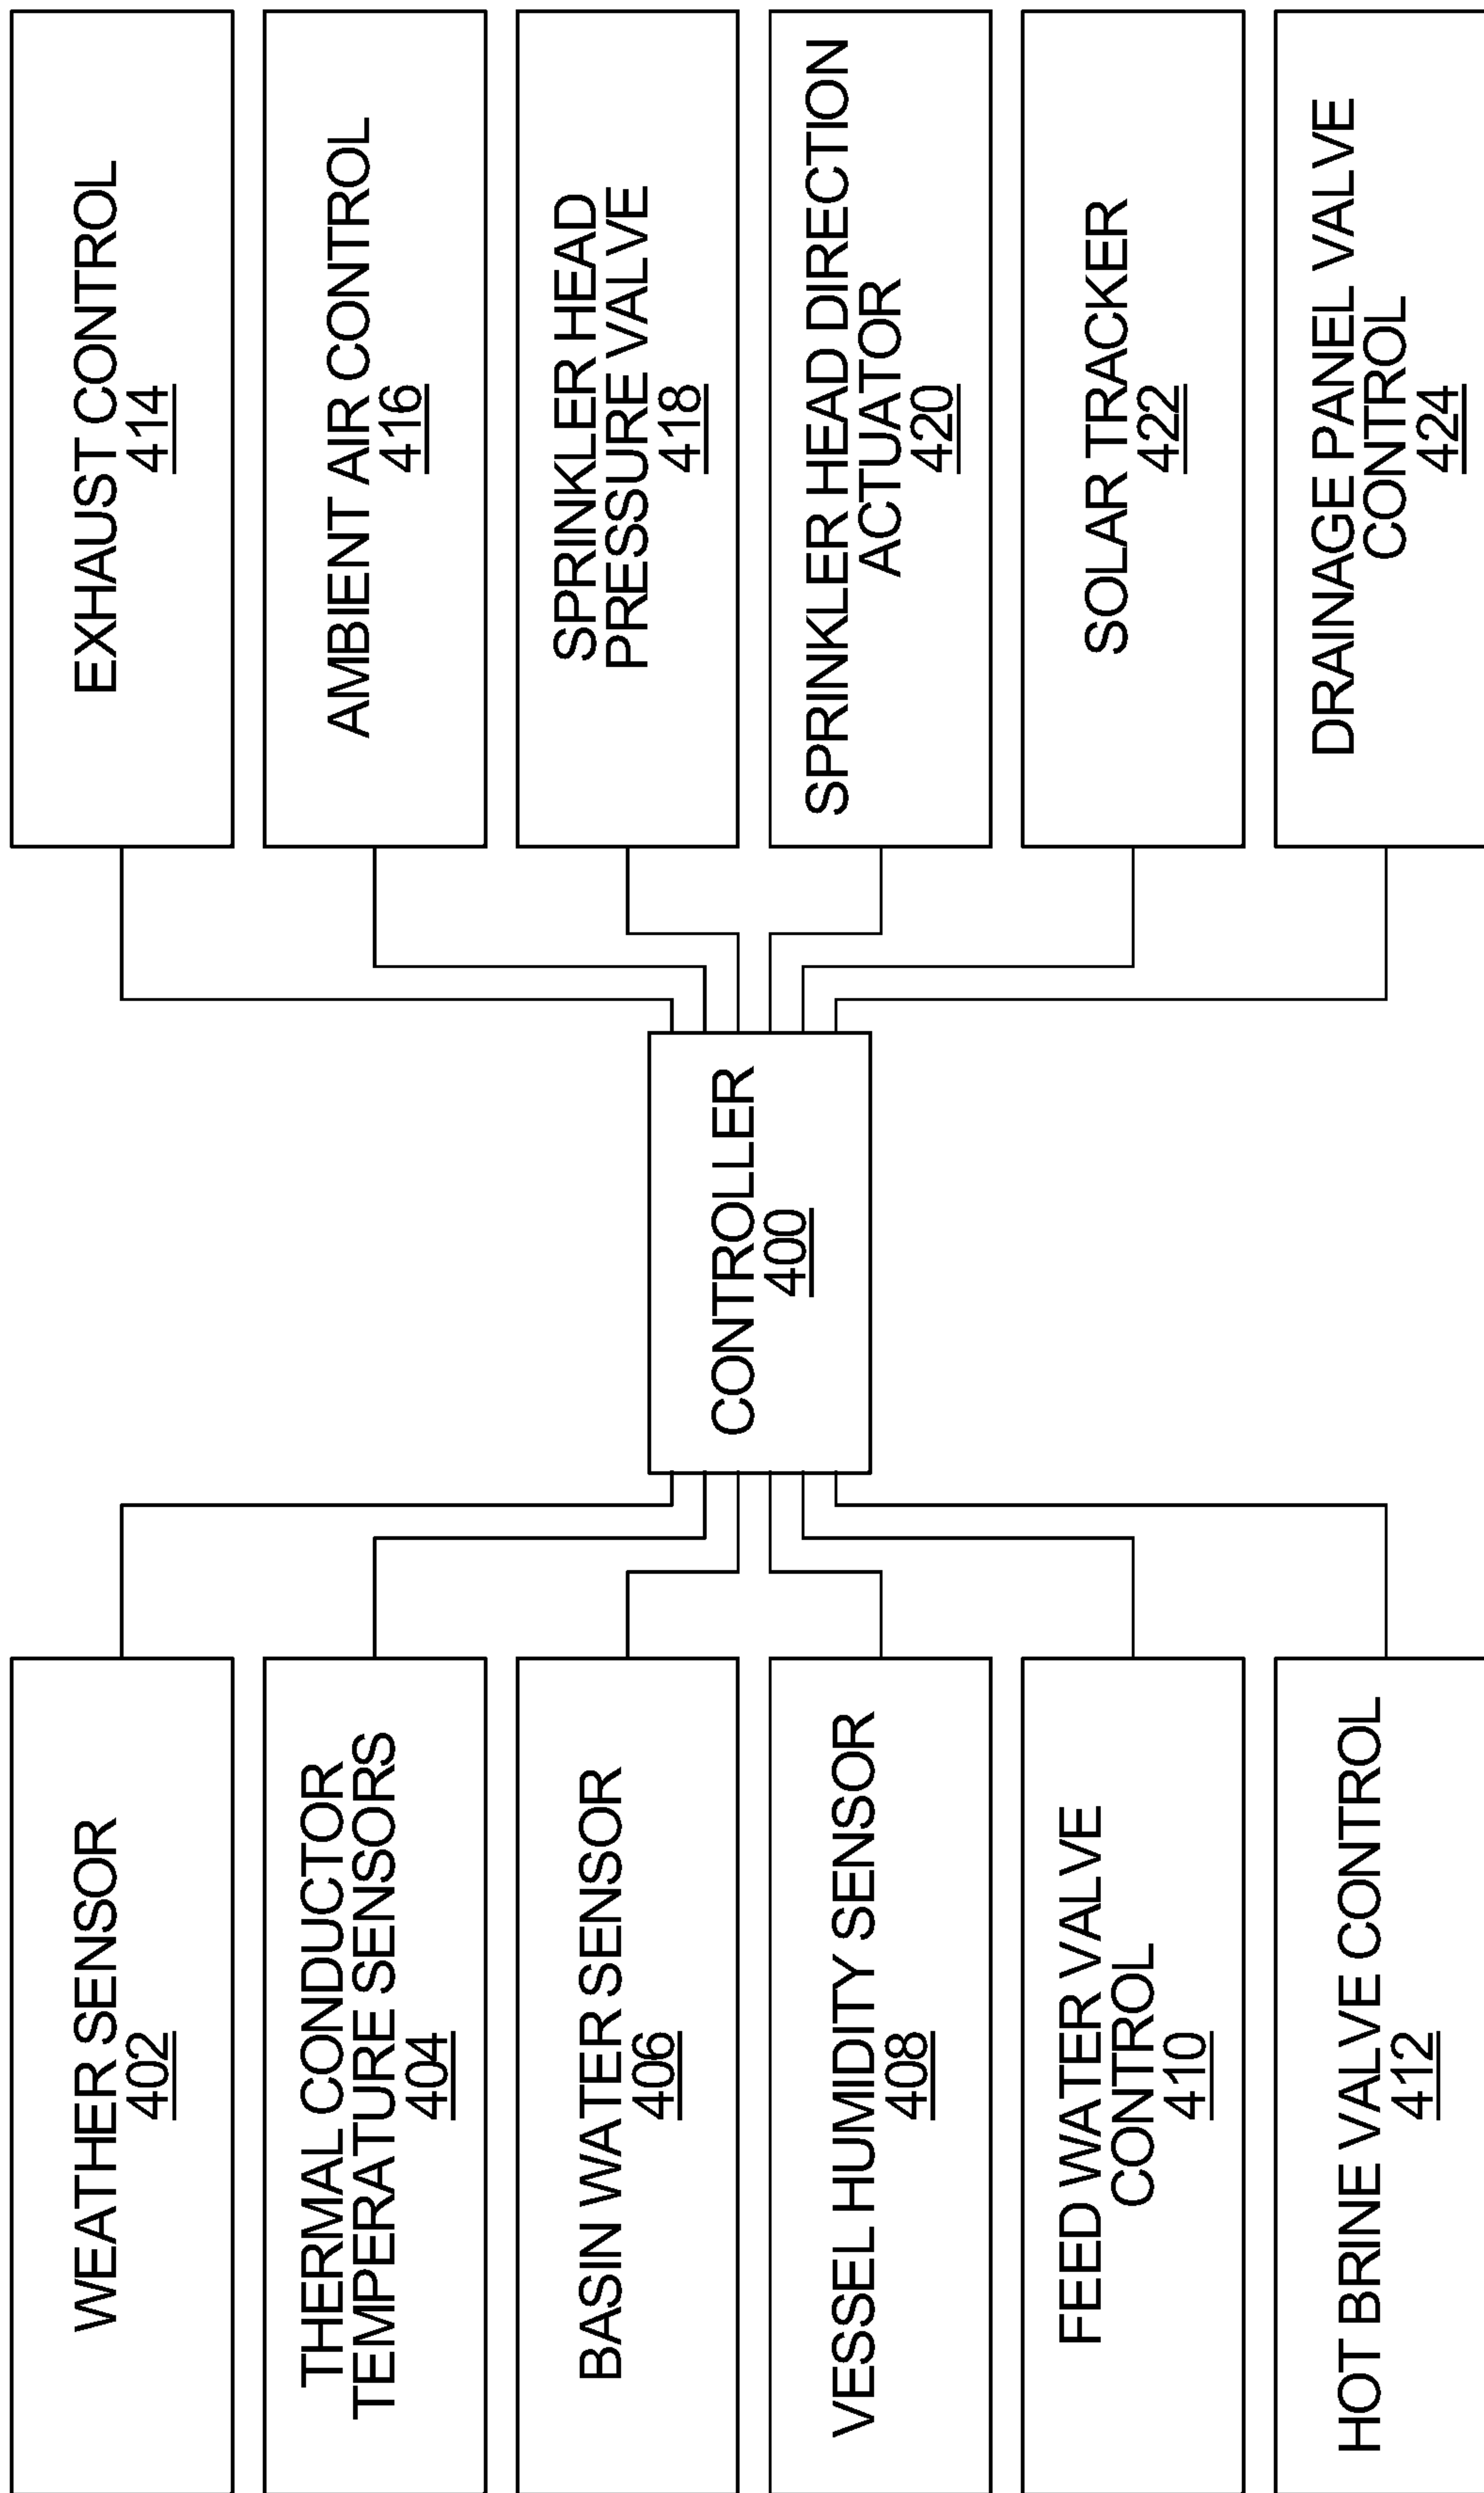 WEATHER SENSOR
402
THERMAL CONDUCTOR
TEMPERATURE SENSORS
404
BASIN WATER SENSOR
406
VESSEL HUMIDITY SENSOR
408
FEED WATER VALVE
CONTROL
410
HOT BRINE VALVE CONTROL
412
CONTROLLER
400
EXHAUST CONTROL
414
AMBIENT AIR CONTROL
416
SPRINKLER HEAD
PRESSURE VALVE
418
SPRINKLER HEAD DIRECTION
ACTUATOR
420
SOLAR TRACKER
422
DRAINAGE PANEL VALVE
CONTROL
424